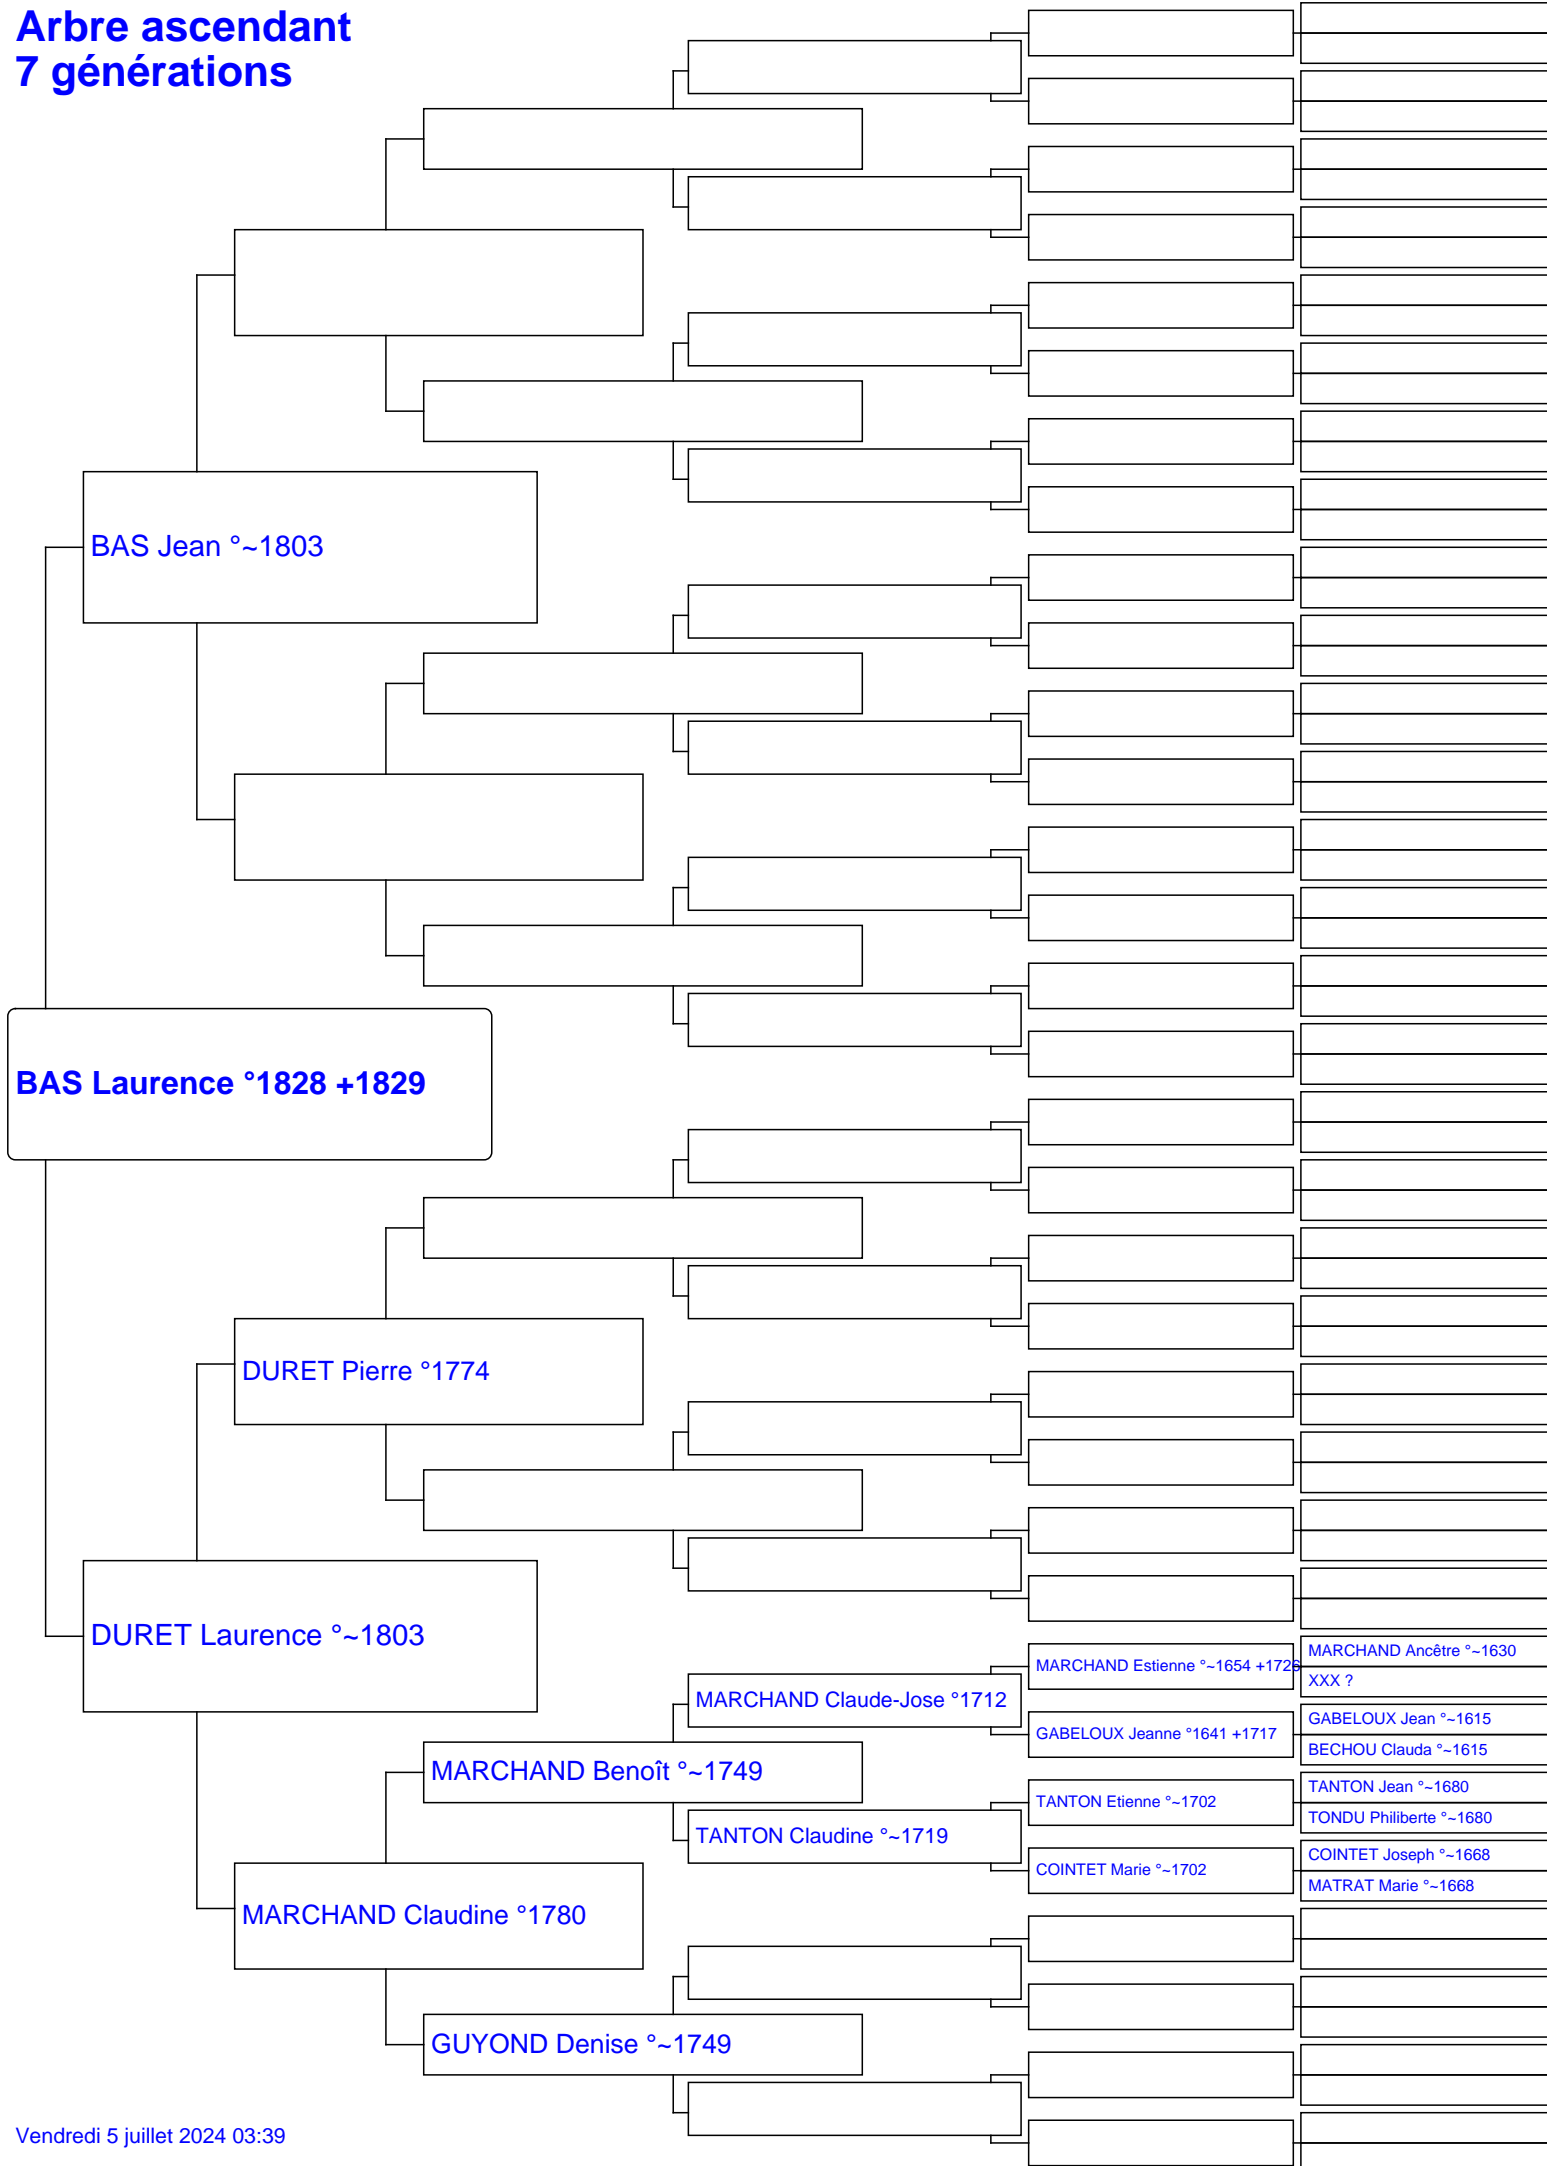 Arbre ascendant
7 générations
BAS Jean °~1803
BAS Laurence °1828 +1829
DURET Pierre °1774
DURET Laurence °~1803
MARCHAND Ancêtre °~1630
MARCHAND Estienne °~1654 +1726
XXX ?
MARCHAND Claude-Jose °1712
GABELOUX Jean °~1615
GABELOUX Jeanne °1641 +1717
BECHOU Clauda °~1615
MARCHAND Benoît °~1749
TANTON Jean °~1680
TANTON Etienne °~1702
TONDU Philiberte °~1680
TANTON Claudine °~1719
COINTET Joseph °~1668
COINTET Marie °~1702
MATRAT Marie °~1668
MARCHAND Claudine °1780
GUYOND Denise °~1749
Vendredi 5 juillet 2024 03:39